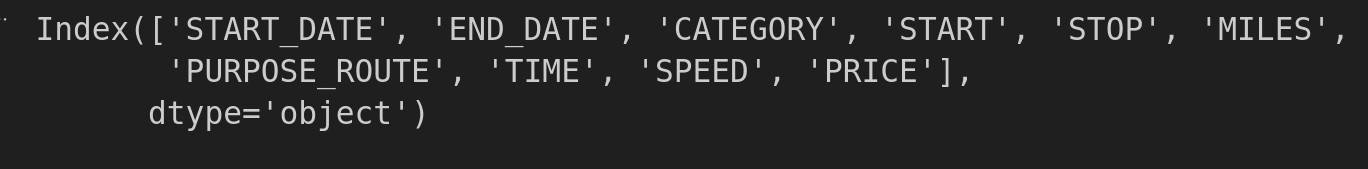 Index(['START_DATE', 'END_DATE', 'CATEGORY', 'START', 'STOP', 'MILES',
'PURPOSE_ROUTE', 'TIME', 'SPEED', 'PRICE'],
dtype='object')